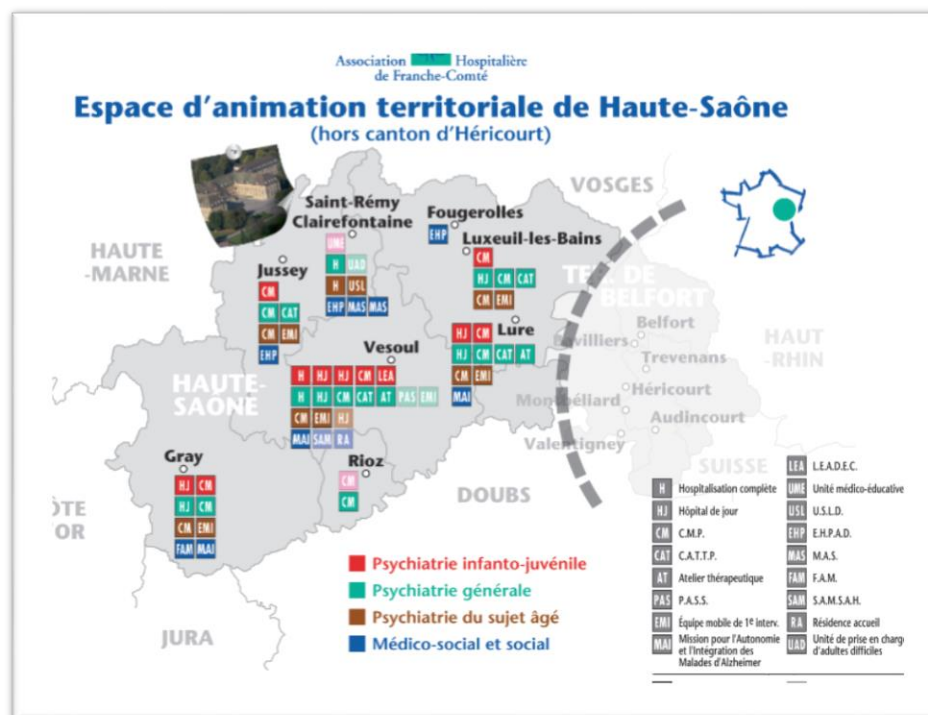 Association Hospitalière
de Franche-Comté
Espace d'animation territoriale de Haute-Saône
(hors canton d'Héricourt)
VOSGES
HAUTE
-MARNE
Saint-Rémy
Clairefontaine
UME
H UAD
H USL
EHP MAS MAS
Fougerolles
EHP
Luxeuil-les-Bains
CM
HJ CM CAT
CM EMI
Jussey
CM
CM CAT
CM EMI
EHP
TER. DE
BELFORT
Belfort
Bavilliers
Trevenans
HAUT
-RHIN
Lure
HJ CM
HJ CM CAT AT
CM EMI
MAI
Vesoul
H HJ HJ CM LEA
H HJ CM CAT AT PAS EMI
CM EMI HJ
MAI SAM RA
HAUTE-
SAÔNE
Héricourt
Montbéliard
Audincourt
Valentigney
SUISSE
Gray
HJ CM
HJ CM
CM EMI
FAM MAI
Rioz
CM
CM
DOUBS
ÔTE
OR
JURA
Psychiatrie infanto-juvénile
Psychiatrie générale
Psychiatrie du sujet âgé
Médico-social et social
H Hospitalisation complète
HJ Hôpital de jour
CM C.M.P.
CAT C.A.T.T.P.
AT Atelier thérapeutique
PAS P.A.S.S.
EMI Équipe mobile de 1e interv.
MAI Mission pour l'Autonomie
et l'Intégration des
Malades d'Alzheimer
LEA L.E.A.D.E.C.
UME Unité médico-éducative
USL U.S.L.D.
EHP E.H.P.A.D.
MAS M.A.S.
FAM F.A.M.
SAM S.A.M.S.A.H.
RA Résidence accueil
UAD Unité de prise en charg
d'adultes difficiles